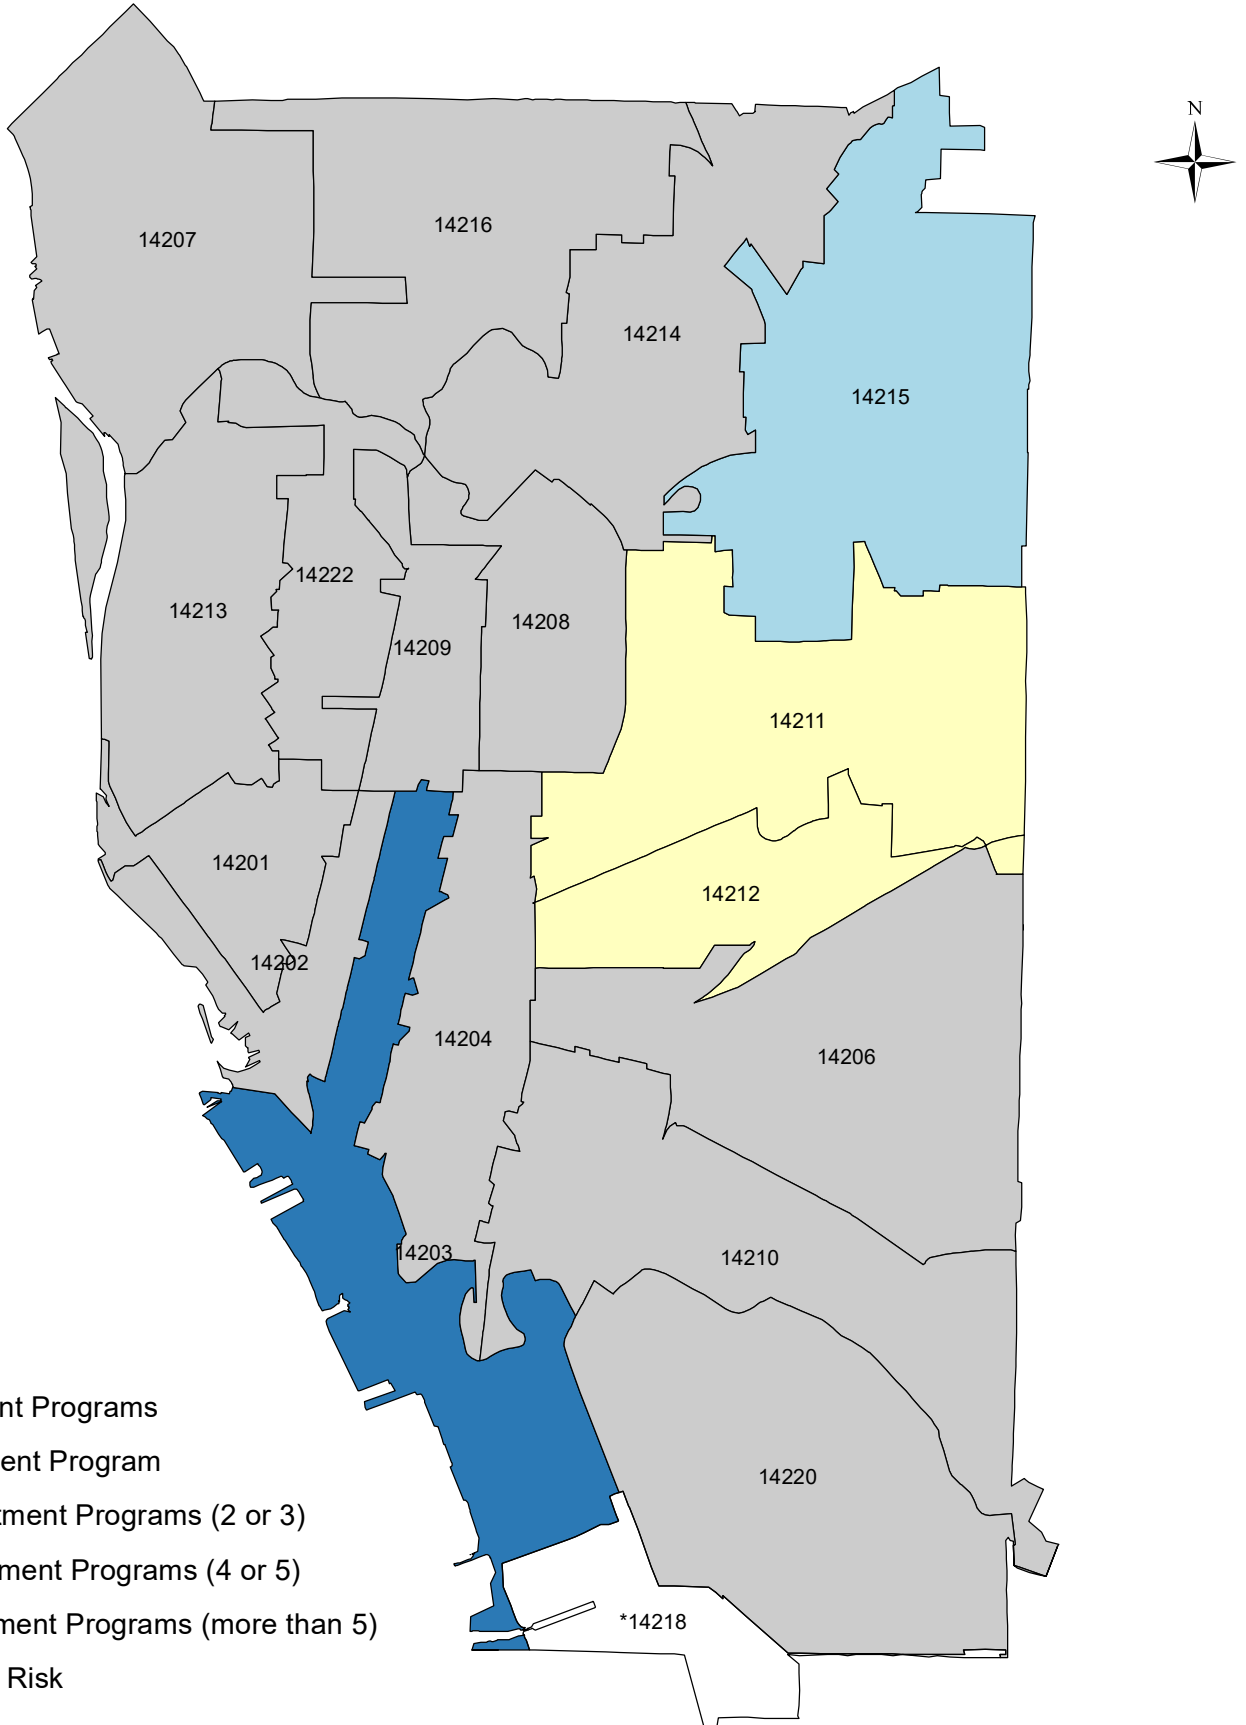 N
14207
14216
14214
14215
14222
14213
14208
14209
14211
14201
14212
14202
14204
14206
14203
14210
nt Programs
ent Program
14220
tment Programs (2 or 3)
ment Programs (4 or 5)
ment Programs (more than 5)
*14218
Risk